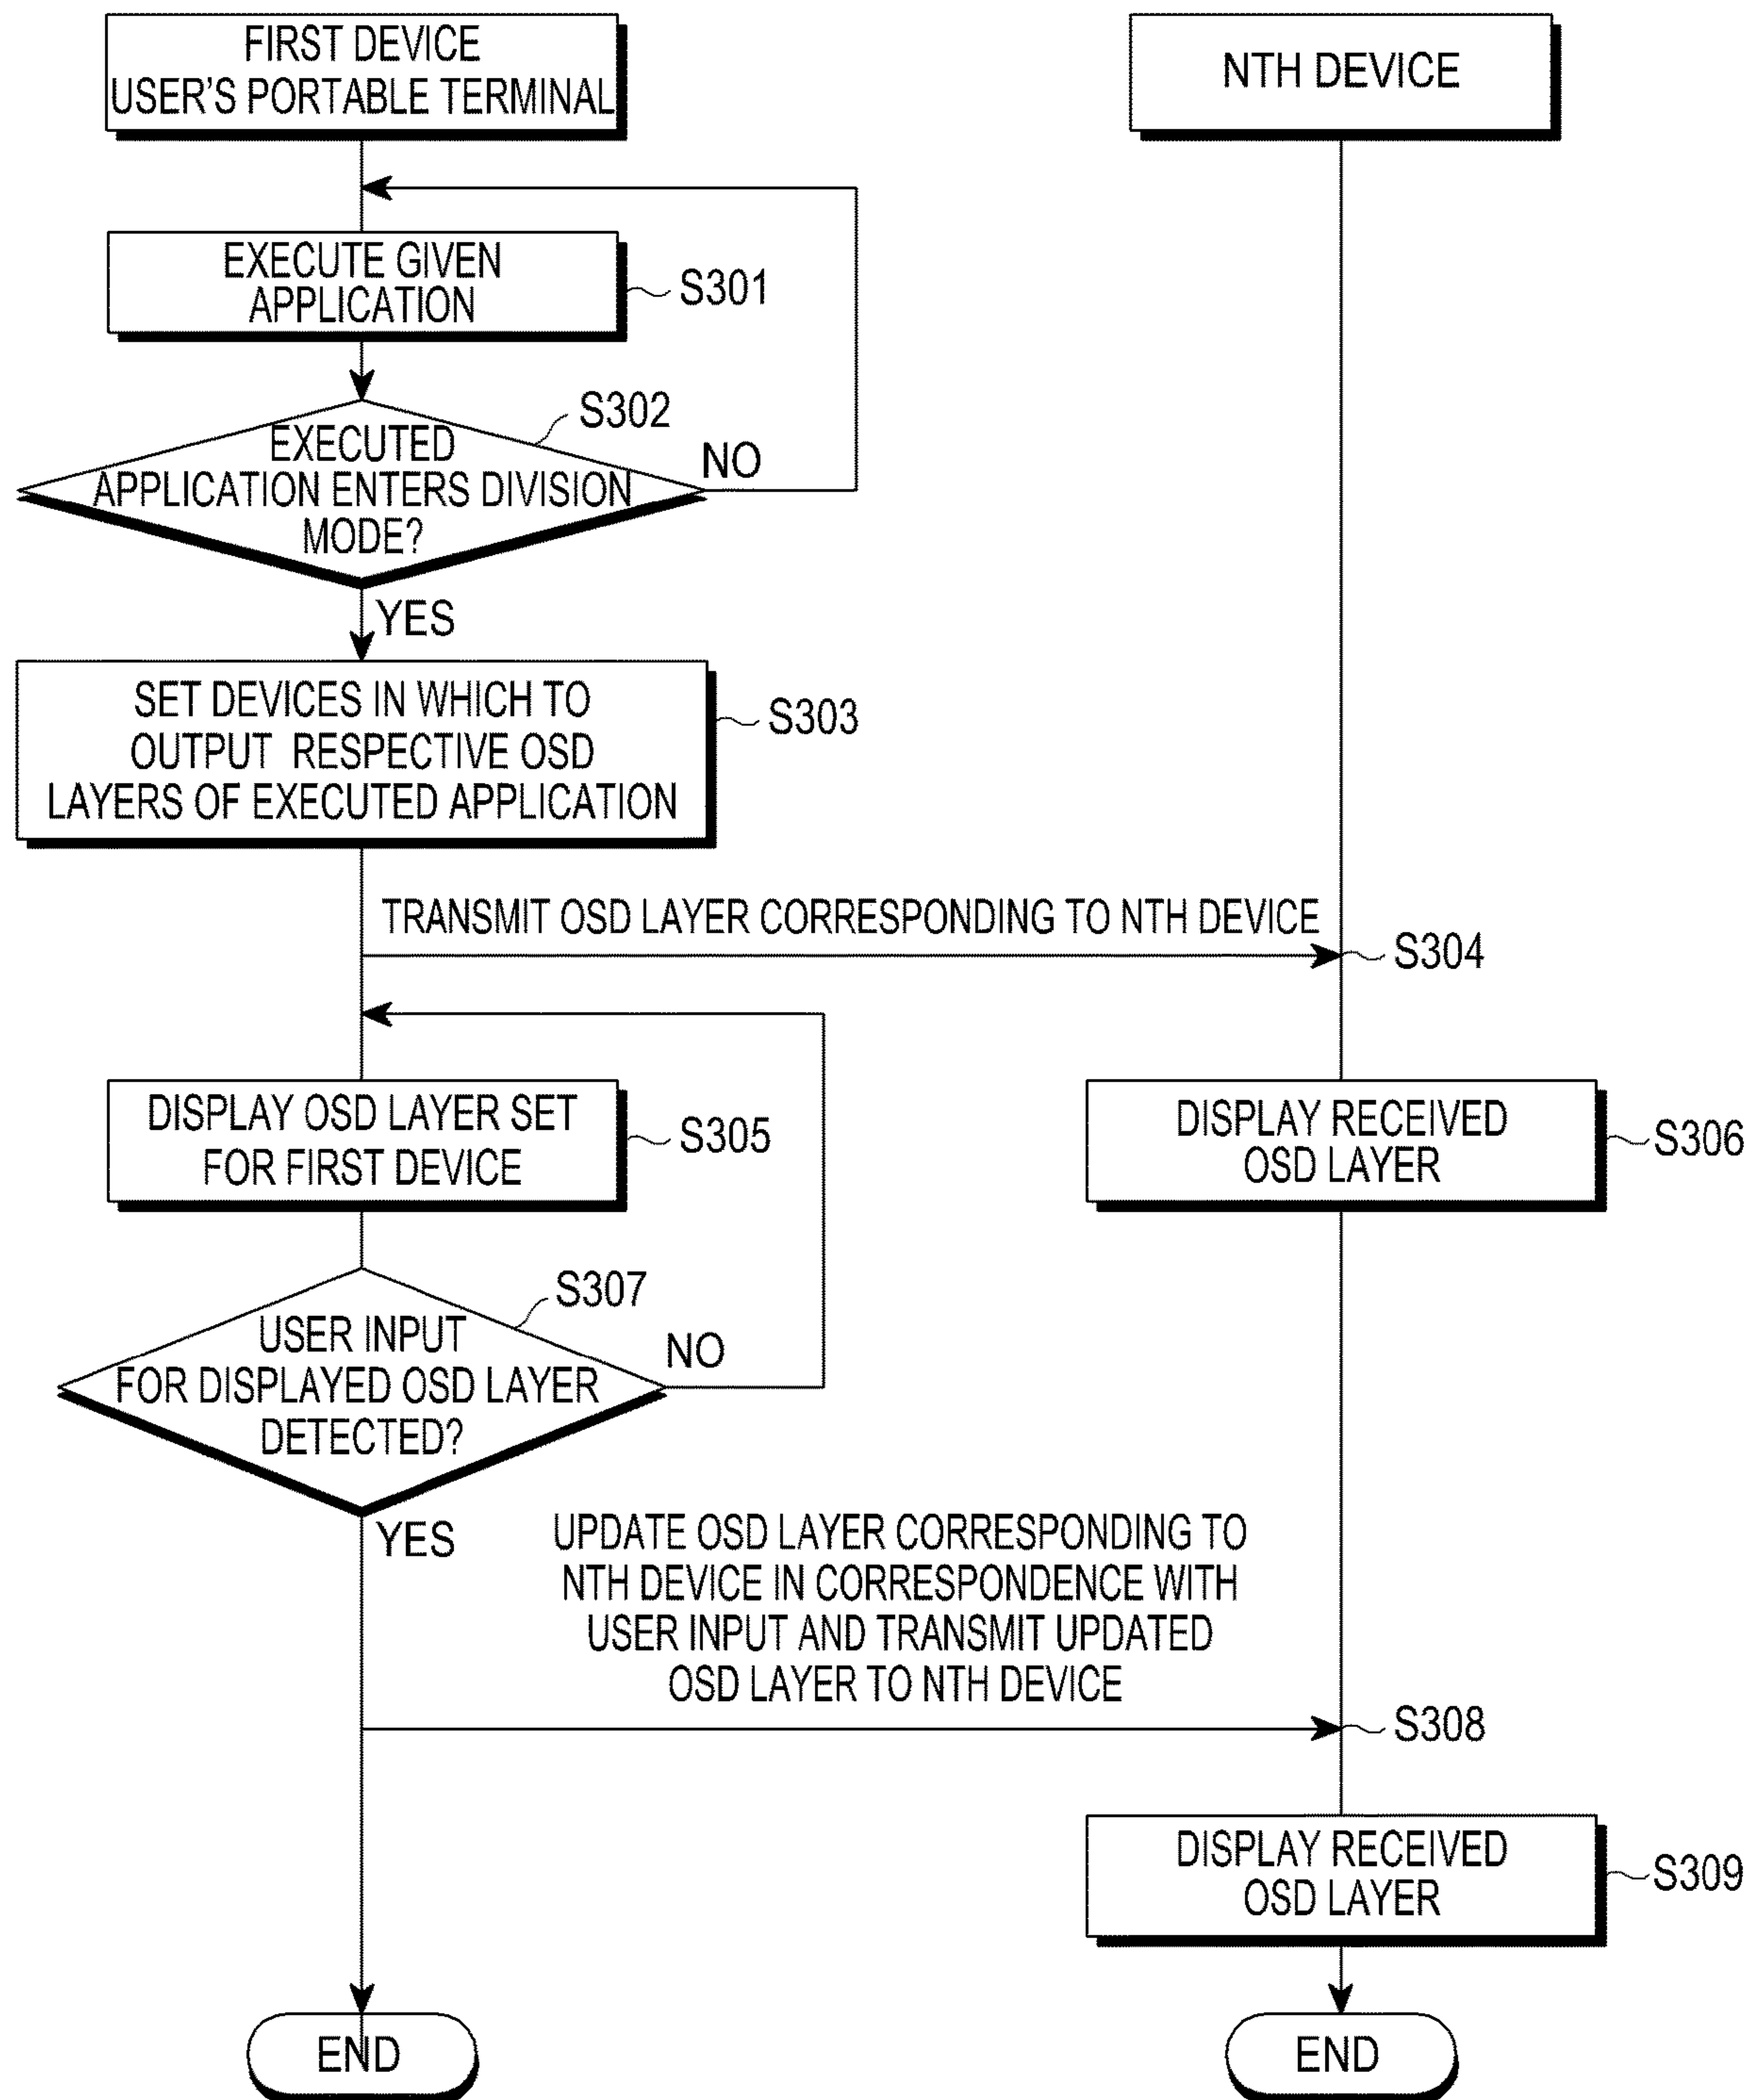 FIRST DEVICE
USER'S PORTABLE TERMINAL
NTH DEVICE
EXECUTE GIVEN
APPLICATION
S301
S302
EXECUTED
APPLICATION ENTERS DIVISION
MODE?
NO
YES
SET DEVICES IN WHICH TO
OUTPUT RESPECTIVE OSD
LAYERS OF EXECUTED APPLICATION
S303
TRANSMIT OSD LAYER CORRESPONDING TO NTH DEVICE
S304
DISPLAY OSD LAYER SET
FOR FIRST DEVICE
S305
DISPLAY RECEIVED
OSD LAYER
S306
S307
USER INPUT
FOR DISPLAYED OSD LAYER
DETECTED?
NO
YES
UPDATE OSD LAYER CORRESPONDING TO
NTH DEVICE IN CORRESPONDENCE WITH
USER INPUT AND TRANSMIT UPDATED
OSD LAYER TO NTH DEVICE
S308
DISPLAY RECEIVED
OSD LAYER
S309
END
END